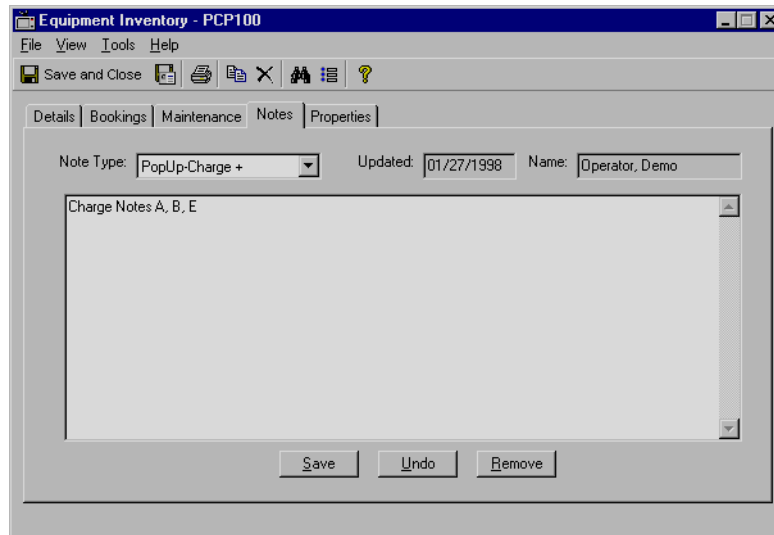 Equipment Inventory - PCP100
File View Tools Help
Save and Close
Details Bookings Maintenance Notes Properties
Note Type: PopUp-Charge + Updated: 01/27/1998 Name: Operator, Demo
Charge Notes A, B, E
Save Undo Remove